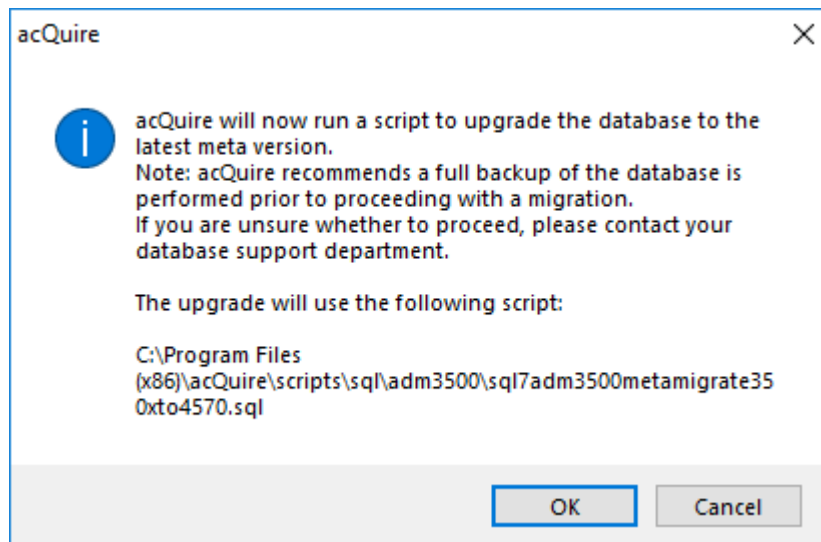 acQuire
acQuire will now run a script to upgrade the database to the
latest meta version.
Note: acQuire recommends a full backup of the database is
performed prior to proceeding with a migration.
If you are unsure whether to proceed, please contact your
database support department.
The upgrade will use the following script:
C:\Program Files
(x86)\acQuire\scripts\sql\adm3500\sql7adm3500metamigrate35
0xto4570.sql
OK
Cancel